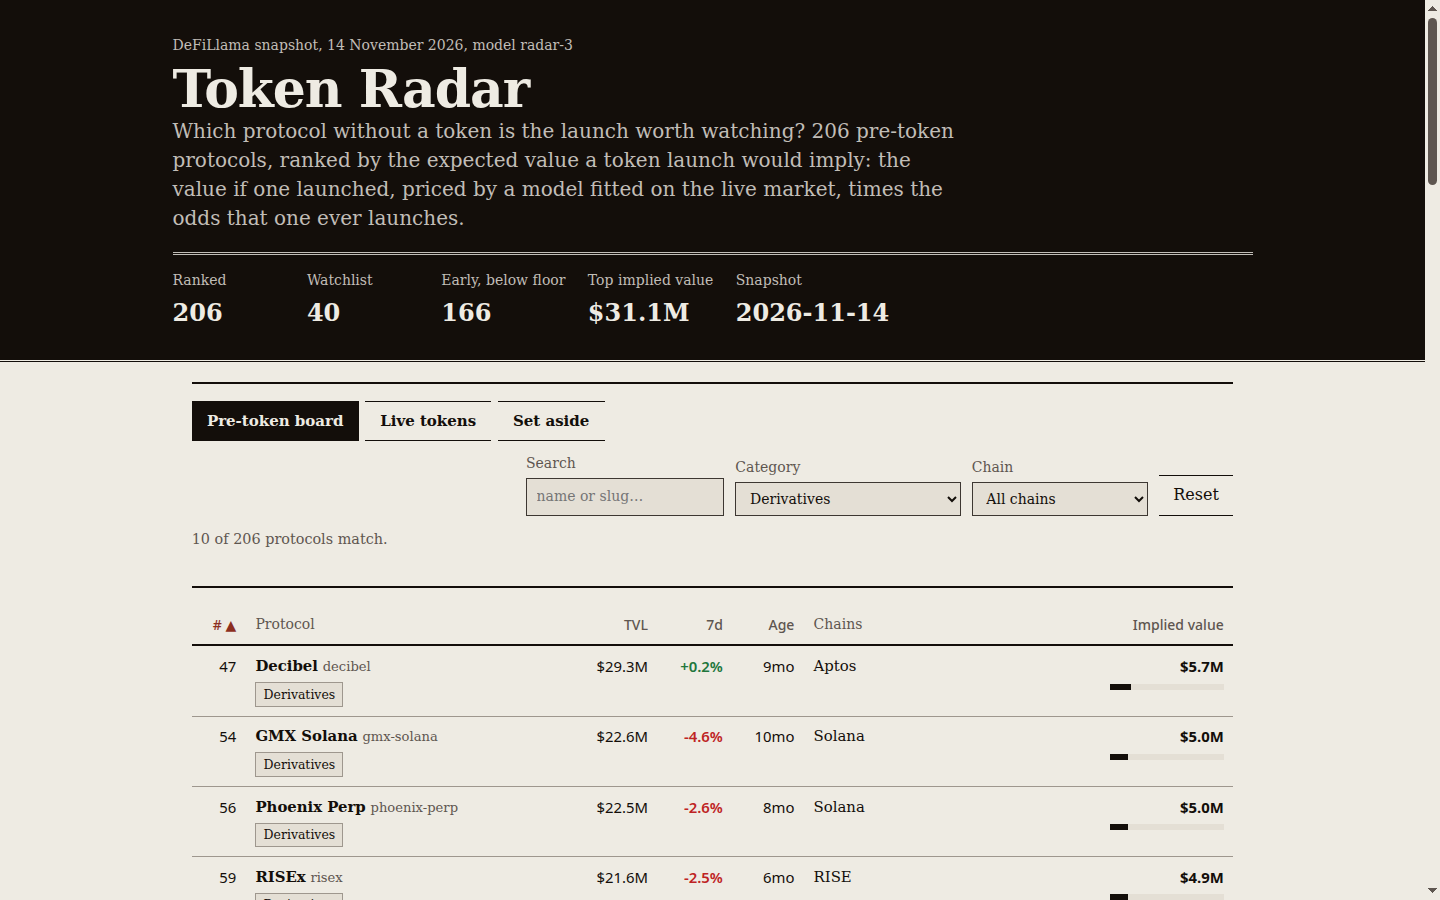 DeFiLlama snapshot, 14 November 2026, model radar-3
Token Radar
Which protocol without a token is the launch worth watching? 206 pre-token
protocols, ranked by the expected value a token launch would imply: the
value if one launched, priced by a model fitted on the live market, times the
odds that one ever launches.
Ranked Watchlist Early, below floor Top implied value Snapshot
206 40 166 $31.1M 2026-11-14
Pre-token board Live tokens Set aside
Search Category Chain
name or slug... Derivatives All chains Reset
10 of 206 protocols match.
# ▲ Protocol TVL 7d Age Chains Implied value
47 Decibel decibel $29.3M +0.2% 9mo Aptos $5.7M
Derivatives
54 GMX Solana gmx-solana $22.6M -4.6% 10mo Solana $5.0M
Derivatives
56 Phoenix Perp phoenix-perp $22.5M -2.6% 8mo Solana $5.0M
Derivatives
59 RISEx risex $21.6M -2.5% 6mo RISE $4.9M